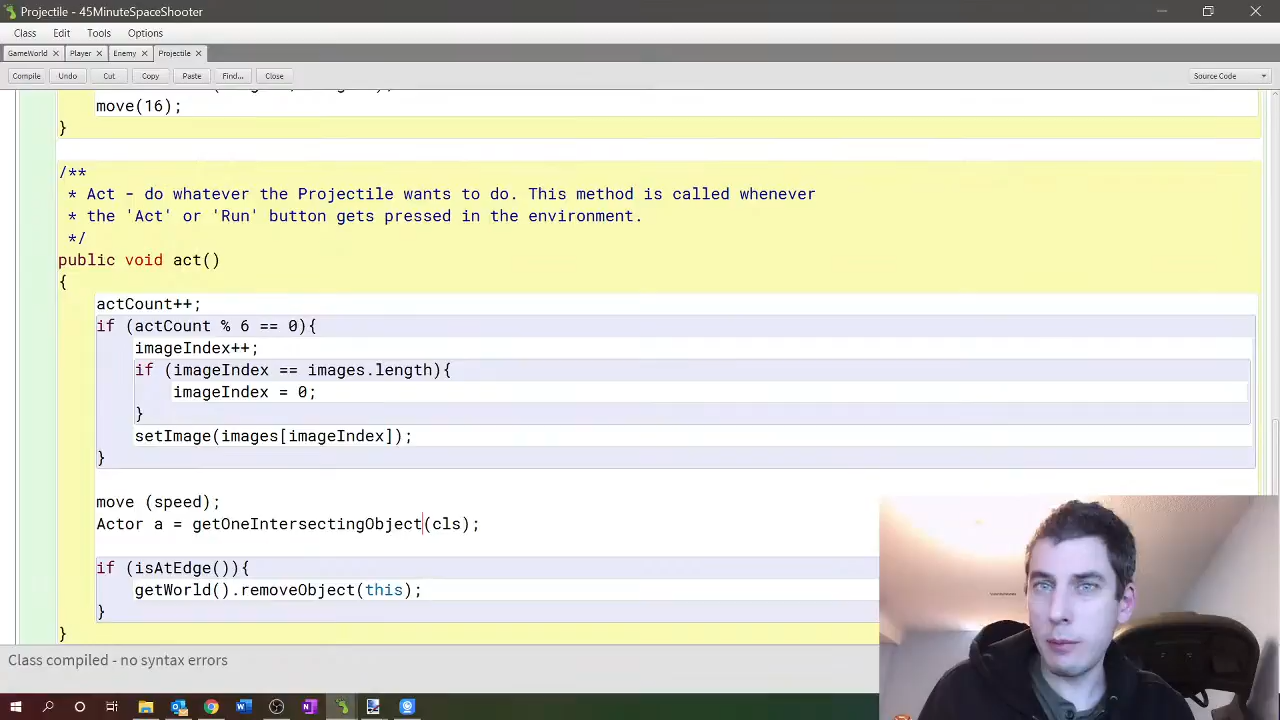 Projectile - 45MinuteSpaceShooter
Class Edit Tools Options
GameWorld × Player × Enemy × Projectile ×
Compile Undo Cut Copy Paste Find... Close Source Code
move(16);
}
/**
* Act - do whatever the Projectile wants to do. This method is called whenever
* the 'Act' or 'Run' button gets pressed in the environment.
*/
public void act()
{
actCount++;
if (actCount % 6 == 0){
imageIndex++;
if (imageIndex == images.length){
imageIndex = 0;
}
setImage(images[imageIndex]);
}
move (speed);
Actor a = getOneIntersectingObject(cls);
if (isAtEdge()){
getWorld().removeObject(this);
}
}
Class compiled - no syntax errors